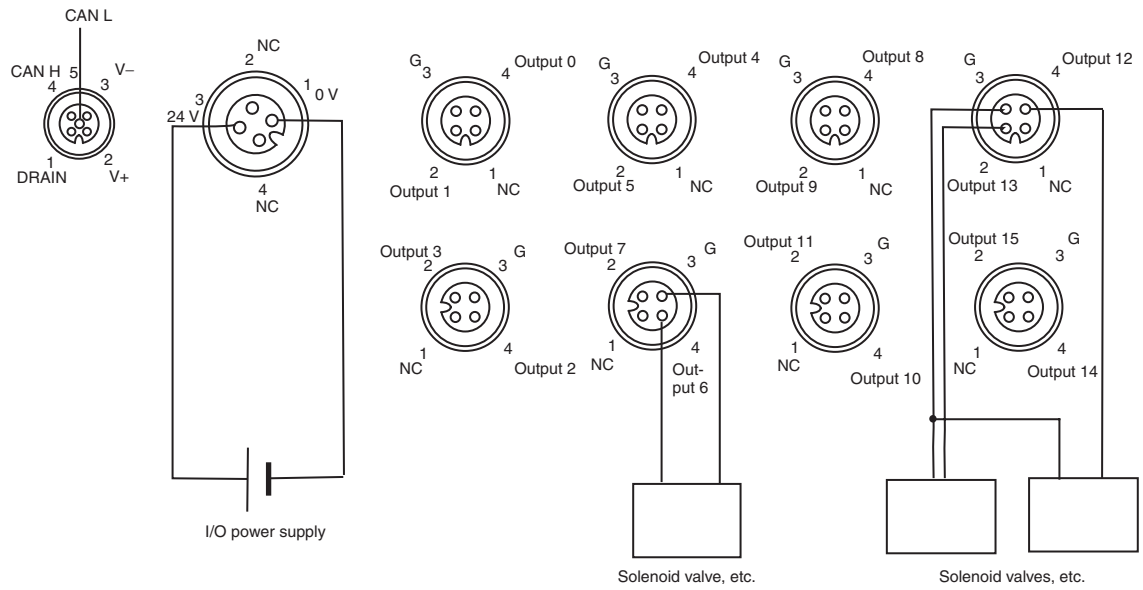 CAN L
CAN H
5
4
3
V–
1
DRAIN
2
V+
NC
2
3
24 V
1
0 V
4
NC
I/O power supply
G
3
4
Output 0
2
Output 1
1
NC
G
3
4
Output 4
2
Output 5
1
NC
G
3
4
Output 8
2
Output 9
1
NC
G
3
4
Output 12
2
Output 13
1
NC
Output 3
2
3
G
1
NC
4
Output 2
Output 7
2
3
G
1
NC
4
Out-
put 6
Output 11
2
3
G
1
NC
4
Output 10
Output 15
2
3
G
1
NC
4
Output 14
Solenoid valve, etc.
Solenoid valves, etc.